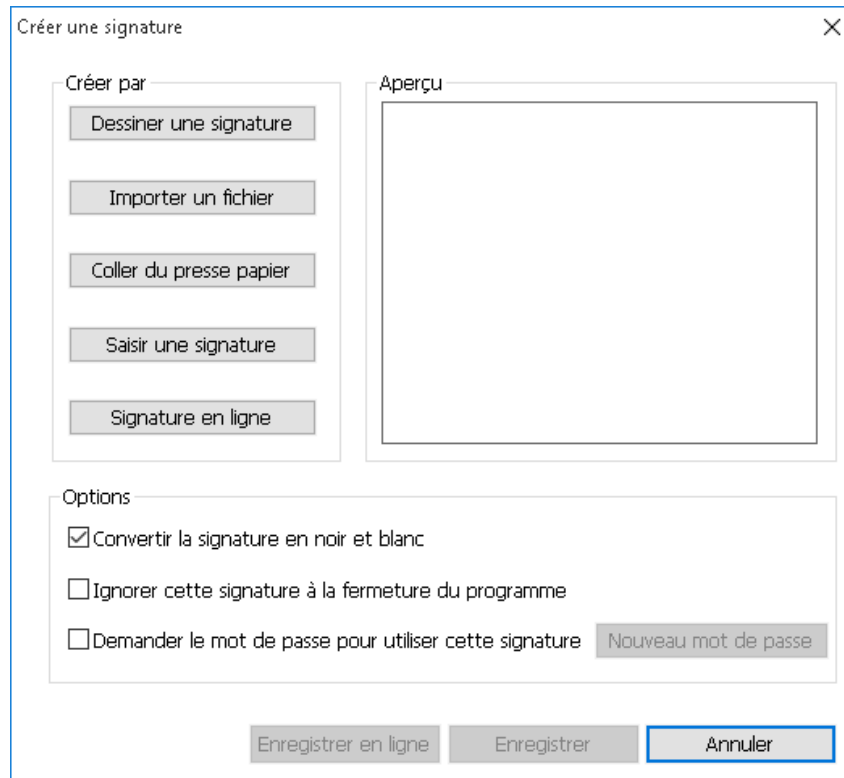 Créer une signature
Créer par
Dessiner une signature
Importer un fichier
Coller du presse papier
Saisir une signature
Signature en ligne
Aperçu
Options
Convertir la signature en noir et blanc
Ignorer cette signature à la fermeture du programme
Demander le mot de passe pour utiliser cette signature Nouveau mot de passe
Enregistrer en ligne Enregistrer Annuler